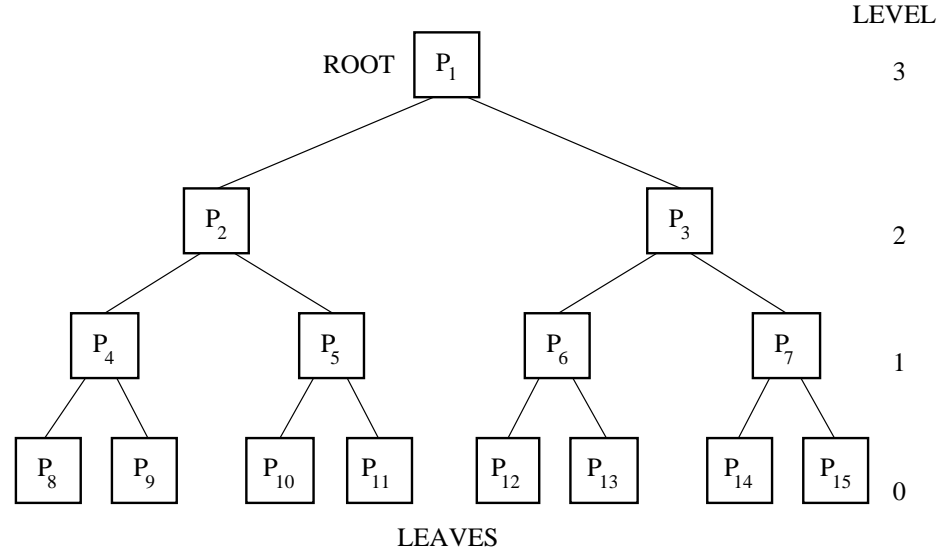 LEVEL
ROOT P₁ 3
P₂ P₃ 2
P₄ P₅ P₆ P₇ 1
P₈ P₉ P₁₀ P₁₁ P₁₂ P₁₃ P₁₄ P₁₅ 0
LEAVES